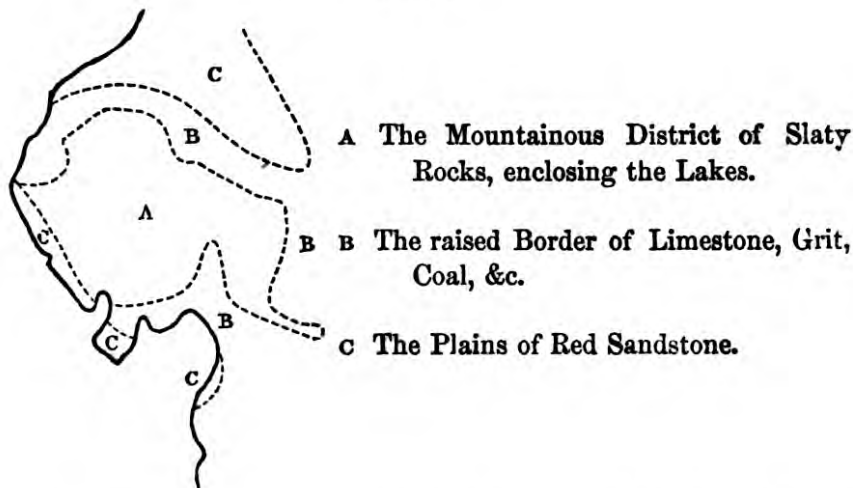 C
B
A The Mountainous District of Slaty
Rocks, enclosing the Lakes.
A
C
B
B The raised Border of Limestone, Grit,
Coal, &c.
B
C
C The Plains of Red Sandstone.
C